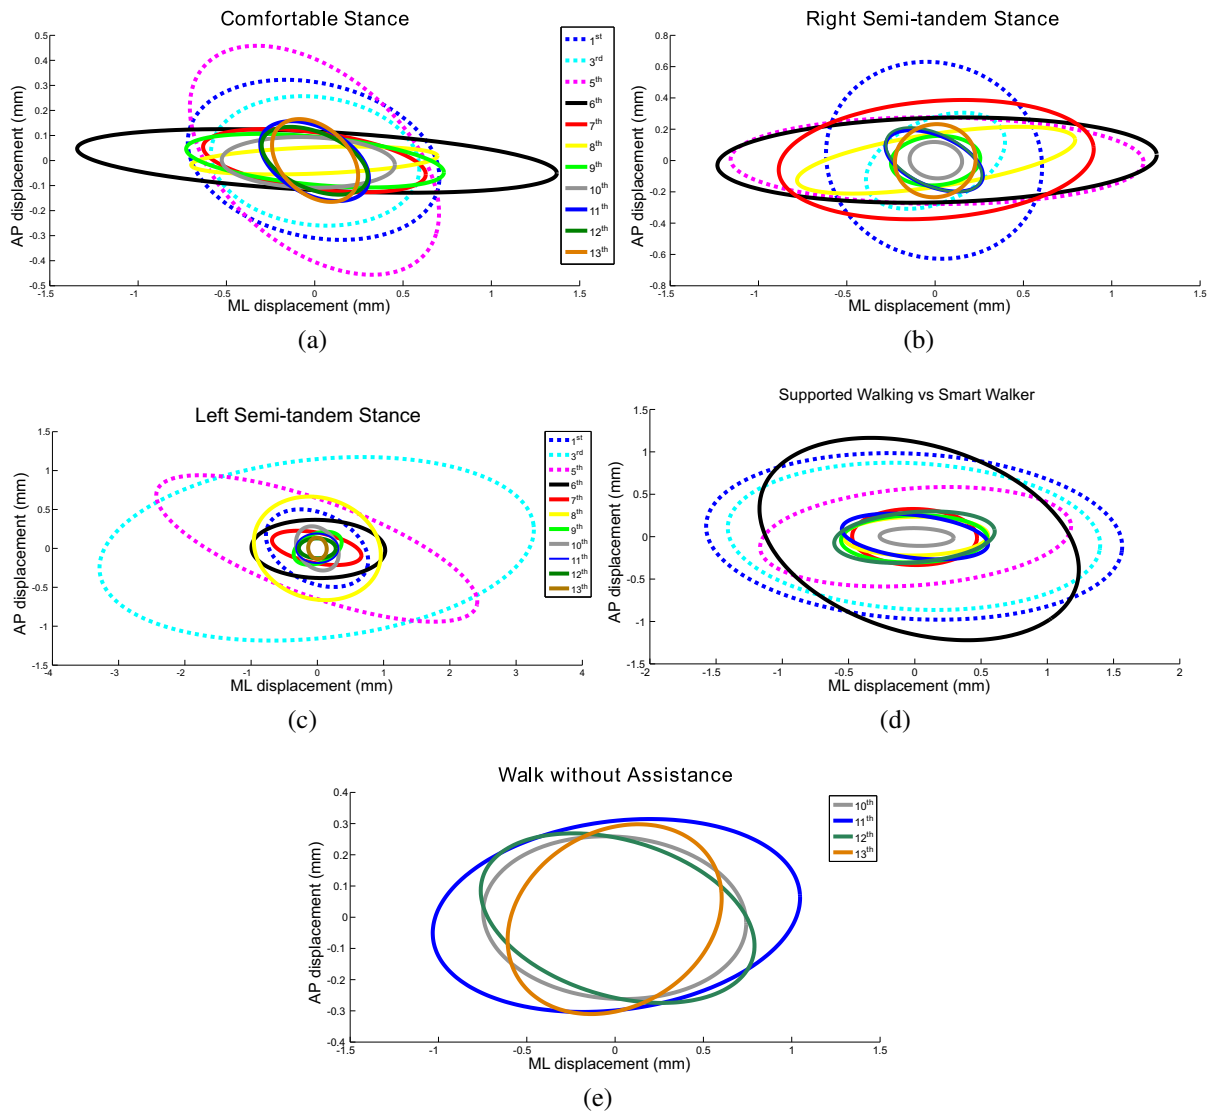 Comfortable Stance
0.5
0.4
0.3
0.2
0.1
0
-0.1
-0.2
-0.3
-0.4
-0.5
-1.5
-1
-0.5
0
0.5
1
1.5
AP displacement (mm)
ML displacement (mm)
1st
3rd
5th
6th
7th
8th
9th
10th
11th
12th
13th
(a)
Right Semi-tandem Stance
0.8
0.6
0.4
0.2
0
-0.2
-0.4
-0.6
-0.8
-1.5
-1
-0.5
0
0.5
1
1.5
AP displacement (mm)
ML displacement (mm)
(b)
Left Semi-tandem Stance
1.5
1
0.5
0
-0.5
-1
-1.5
-4
-3
-2
-1
0
1
2
3
4
AP displacement (mm)
ML displacement (mm)
1st
3rd
5th
6th
7th
8th
9th
10th
11th
12th
13th
(c)
Supported Walking vs Smart Walker
1.5
1
0.5
0
-0.5
-1
-1.5
-2
-1.5
-1
-0.5
0
0.5
1
1.5
2
AP displacement (mm)
ML displacement (mm)
(d)
Walk without Assistance
0.4
0.3
0.2
0.1
0
-0.1
-0.2
-0.3
-0.4
-1.5
-1
-0.5
0
0.5
1
1.5
AP displacement (mm)
ML displacement (mm)
10th
11th
12th
13th
(e)